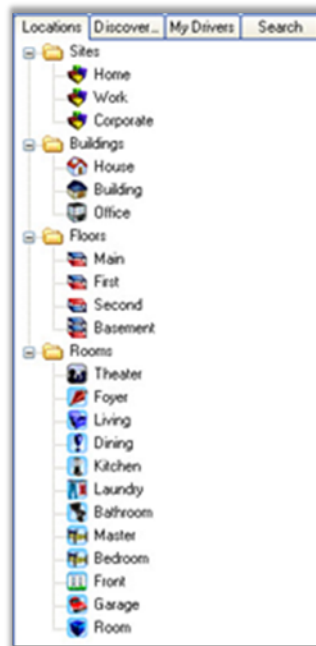 Locations Discover... My Drivers Search
Sites
Home
Work
Corporate
Buildings
House
Building
Office
Floors
Main
First
Second
Basement
Rooms
Theater
Foyer
Living
Dining
Kitchen
Laundry
Bathroom
Master
Bedroom
Front
Garage
Room